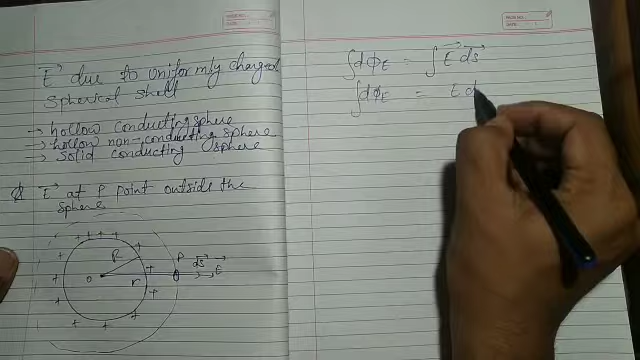 E⃗ due to Uniformly charged
Spherical shell
→ hollow conducting sphere
→ hollow non-conducting sphere
→ solid conducting sphere
Q E⃗ at P point outside the
sphere
+ + + +
R
O
r
P
ds⃗
E⃗
∫dΦE = ∫E⃗ ds⃗
∫dΦE = E d